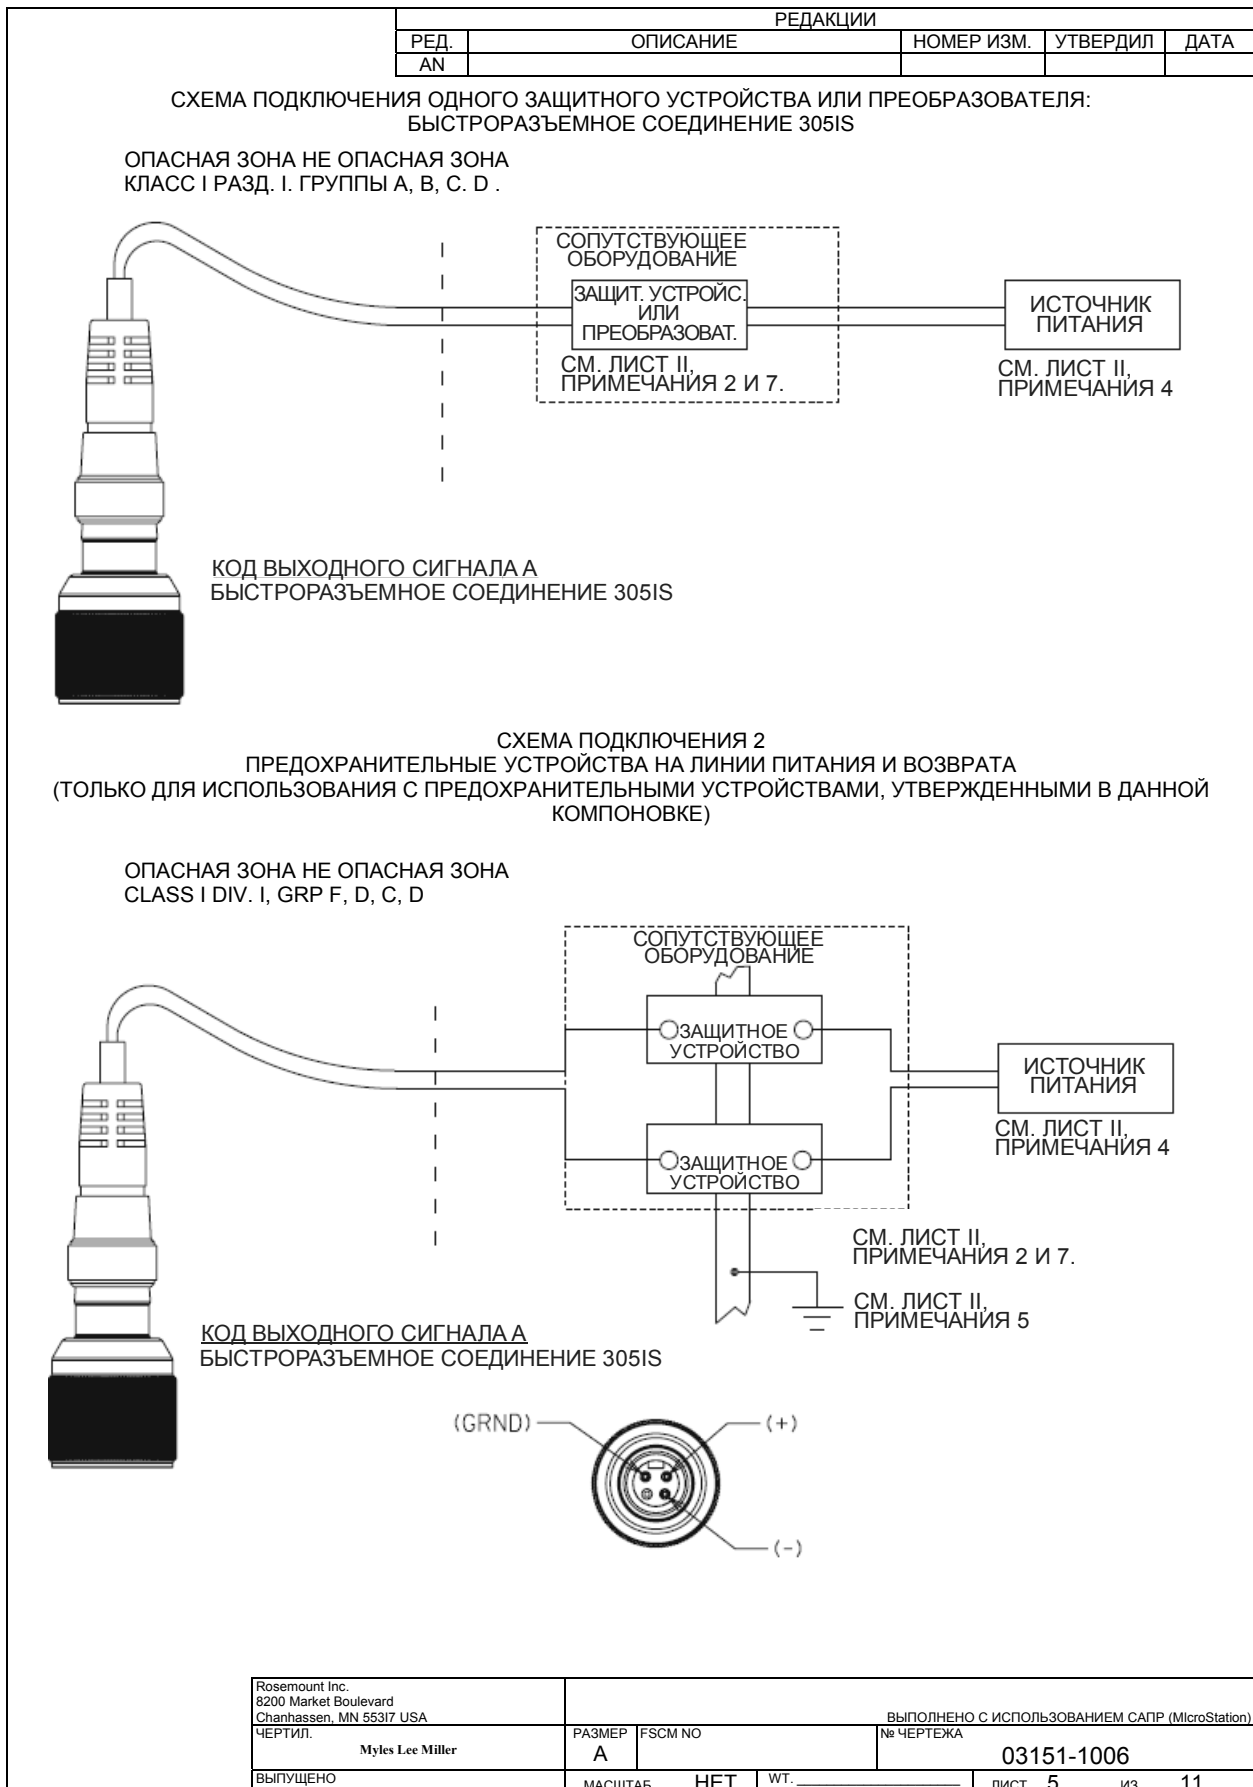 РЕДАКЦИИ
РЕД. ОПИСАНИЕ НОМЕР ИЗМ. УТВЕРДИЛ ДАТА
AN
СХЕМА ПОДКЛЮЧЕНИЯ ОДНОГО ЗАЩИТНОГО УСТРОЙСТВА ИЛИ ПРЕОБРАЗОВАТЕЛЯ:
БЫСТРОРАЗЪЕМНОЕ СОЕДИНЕНИЕ 305IS
ОПАСНАЯ ЗОНА НЕ ОПАСНАЯ ЗОНА
КЛАСС I РАЗД. I. ГРУППЫ A, B, C. D .
СОПУТСТВУЮЩЕЕ
ОБОРУДОВАНИЕ
ЗАЩИТ. УСТРОЙС.
ИЛИ
ПРЕОБРАЗОВАТ.
СМ. ЛИСТ II,
ПРИМЕЧАНИЯ 2 И 7.
ИСТОЧНИК
ПИТАНИЯ
СМ. ЛИСТ II,
ПРИМЕЧАНИЯ 4
КОД ВЫХОДНОГО СИГНАЛА А
БЫСТРОРАЗЪЕМНОЕ СОЕДИНЕНИЕ 305IS
СХЕМА ПОДКЛЮЧЕНИЯ 2
ПРЕДОХРАНИТЕЛЬНЫЕ УСТРОЙСТВА НА ЛИНИИ ПИТАНИЯ И ВОЗВРАТА
(ТОЛЬКО ДЛЯ ИСПОЛЬЗОВАНИЯ С ПРЕДОХРАНИТЕЛЬНЫМИ УСТРОЙСТВАМИ, УТВЕРЖДЕННЫМИ В ДАННОЙ
КОМПОНОВКЕ)
ОПАСНАЯ ЗОНА НЕ ОПАСНАЯ ЗОНА
CLASS I DIV. I, GRP F, D, C, D
СОПУТСТВУЮЩЕЕ
ОБОРУДОВАНИЕ
ЗАЩИТНОЕ
УСТРОЙСТВО
ИСТОЧНИК
ПИТАНИЯ
СМ. ЛИСТ II,
ПРИМЕЧАНИЯ 4
ЗАЩИТНОЕ
УСТРОЙСТВО
СМ. ЛИСТ II,
ПРИМЕЧАНИЯ 2 И 7.
СМ. ЛИСТ II,
ПРИМЕЧАНИЯ 5
КОД ВЫХОДНОГО СИГНАЛА А
БЫСТРОРАЗЪЕМНОЕ СОЕДИНЕНИЕ 305IS
(GRND) (+)
(-)
Rosemount Inc.
8200 Market Boulevard
Chanhassen, MN 553I7 USA
ВЫПОЛНЕНО С ИСПОЛЬЗОВАНИЕМ САПР (MIcroStation)
ЧЕРТИЛ. Myles Lee Miller
РАЗМЕР A FSCM NO № ЧЕРТЕЖА 03151-1006
ВЫПУЩЕНО МАСШТАБ НЕТ WT. ЛИСТ 5 ИЗ 11